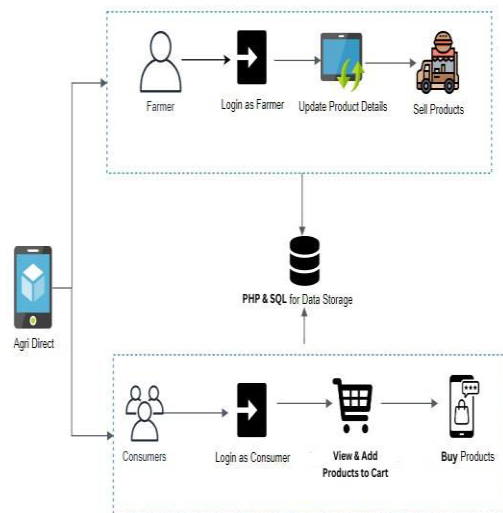 Farmer
Login as Farmer
Update Product Details
Sell Products
PHP & SQL for Data Storage
Agri Direct
Consumers
Login as Consumer
View & Add
Products to Cart
Buy Products